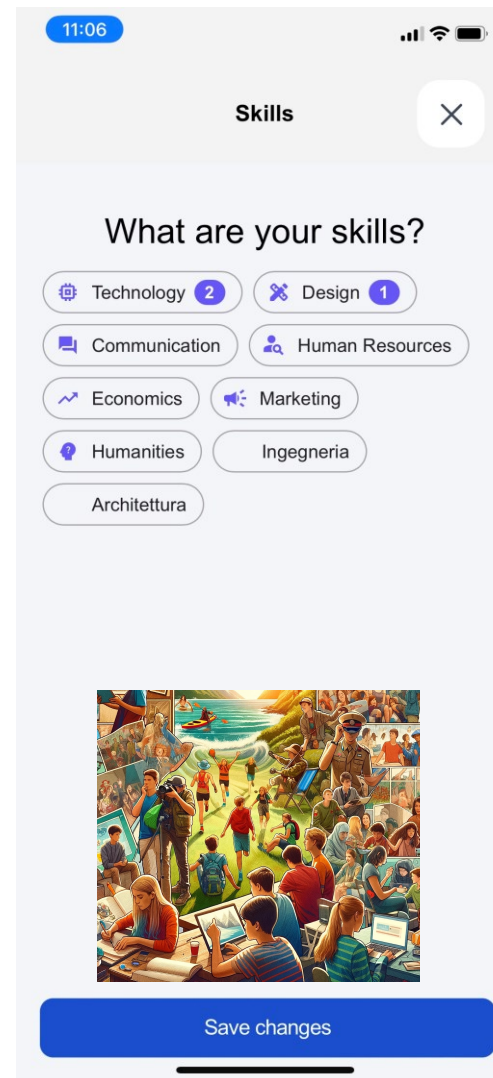 11:06
Skills
What are your skills?
Technology 2 Design 1
Communication Human Resources
Economics Marketing
Humanities Ingegneria
Architettura
Save changes